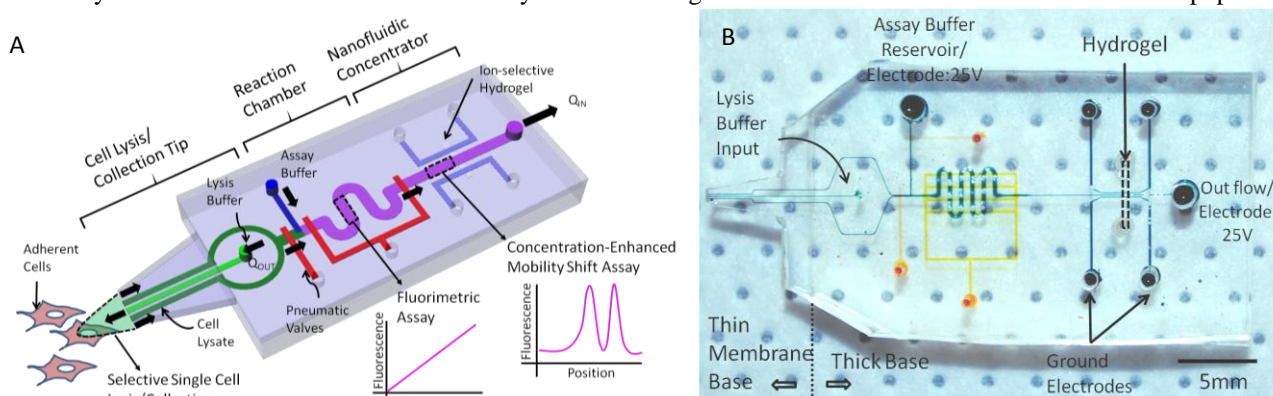 A
Cell Lysis/
Collection Tip
Reaction
Chamber
Nanofluidic
Concentrator
Ion-selective
Hydrogel
Q_IN
Assay
Buffer
Lysis
Buffer
Q_OUT
Adherent
Cells
Pneumatic
Valves
Cell
Lysate
Selective Single Cell
Fluorimetric
Assay
Fluorescence
Concentration-Enhanced
Mobility Shift Assay
Fluorescence
Position
B
Assay Buffer
Reservoir/
Electrode:25V
Hydrogel
Lysis
Buffer
Input
Out flow/
Electrode
25V
Thin
Membrane
Base
Thick Base
Ground
Electrodes
5mm